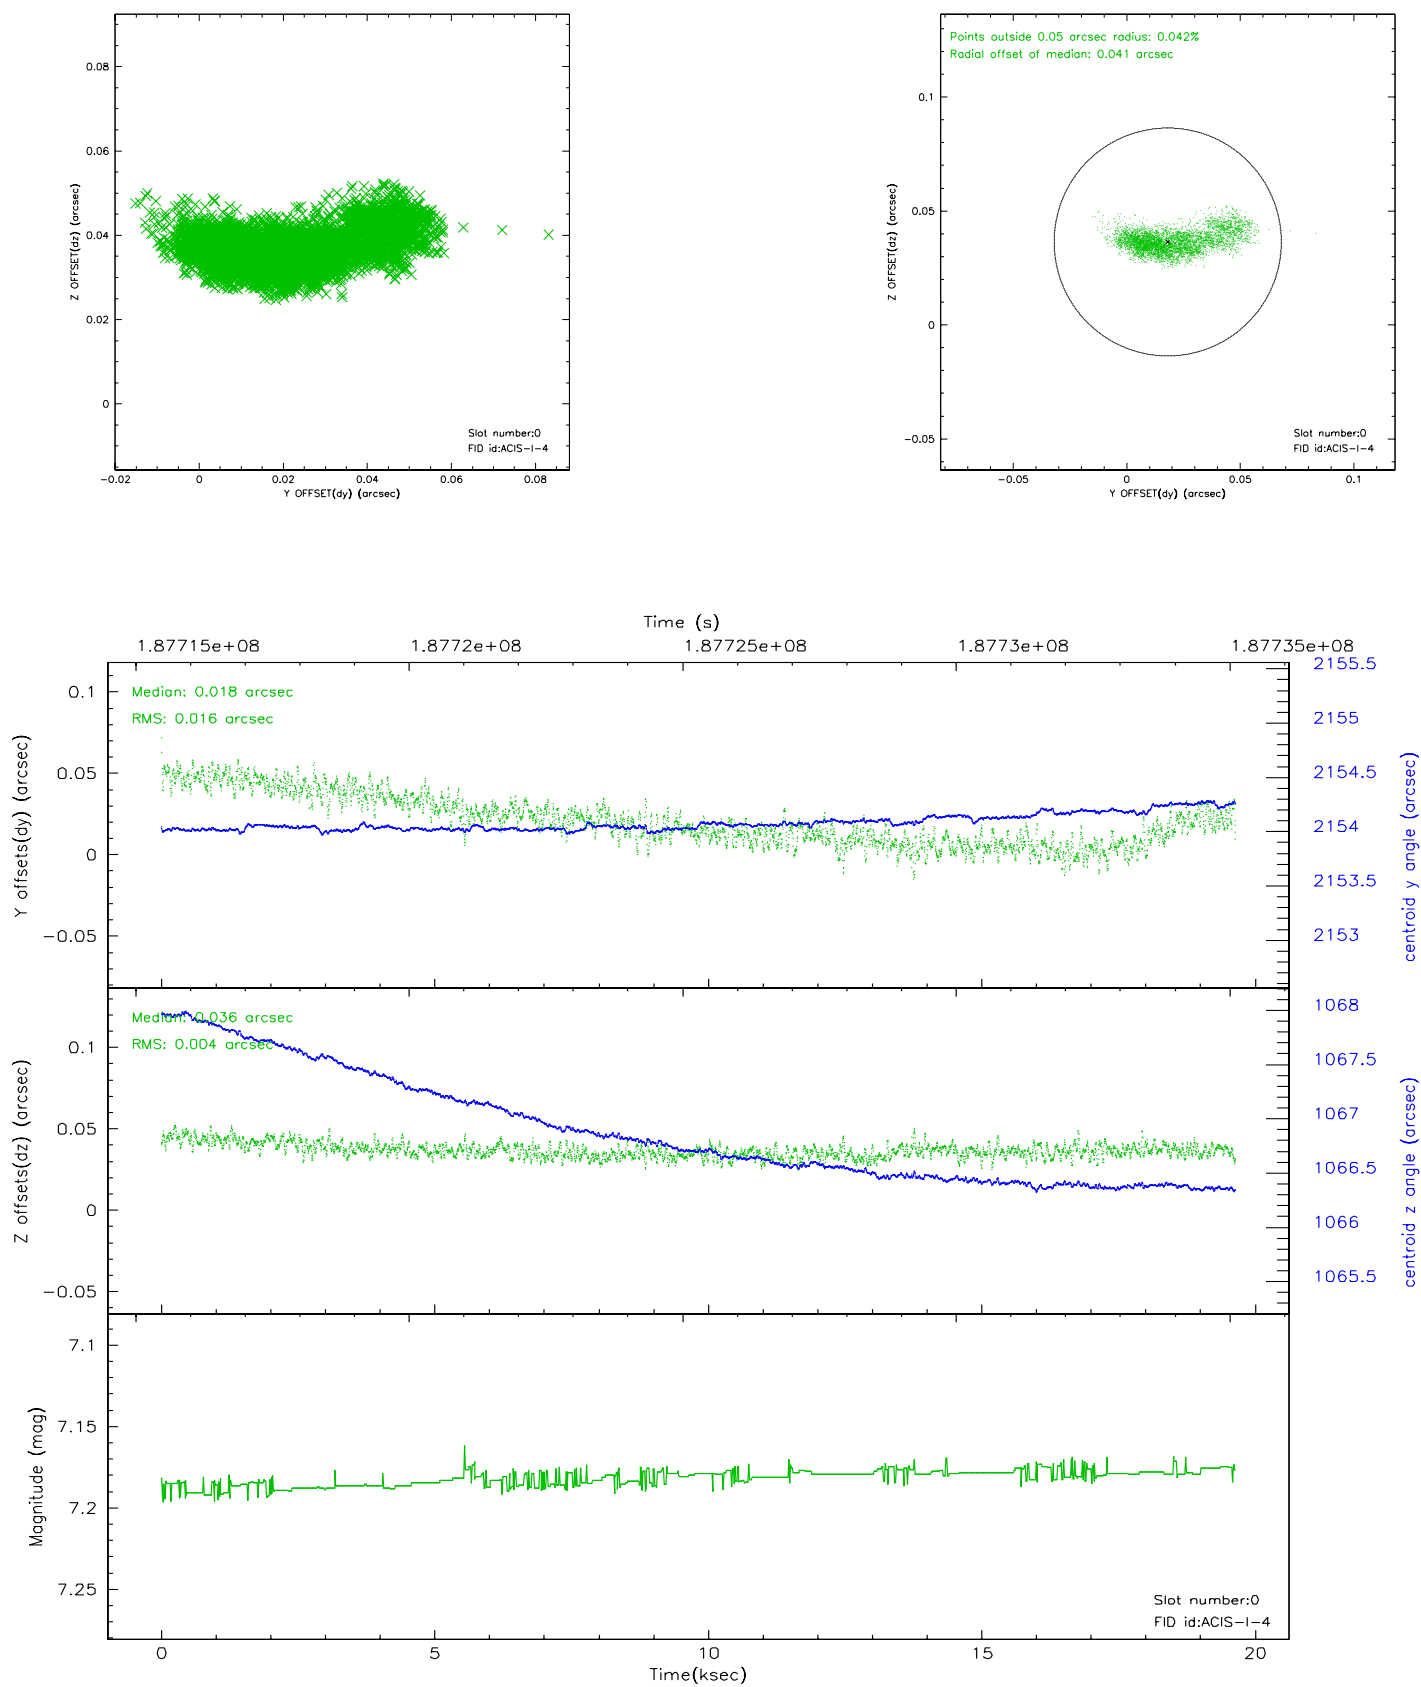 0.08
0.06
0.04
0.02
0
Z OFFSET(dz) (arcsec)
Slot number:0
FID id:ACIS-I-4
-0.02 0 0.02 0.04 0.06 0.08
Y OFFSET(dy) (arcsec)
Points outside 0.05 arcsec radius: 0.042%
Radial offset of median: 0.041 arcsec
0.1
0.05
0
-0.05
Z OFFSET(dz) (arcsec)
Slot number:0
FID id:ACIS-I-4
-0.05 0 0.05 0.1
Y OFFSET(dy) (arcsec)
Time (s)
1.87715e+08 1.8772e+08 1.87725e+08 1.8773e+08 1.87735e+08
Median: 0.018 arcsec
RMS: 0.016 arcsec
0.1
0.05
0
-0.05
Y offsets(dy) (arcsec)
2155.5
2155
2154.5
2154
2153.5
2153
centroid y angle (arcsec)
Median: 0.036 arcsec
RMS: 0.004 arcsec
0.1
0.05
0
-0.05
Z offsets(dz) (arcsec)
1068
1067.5
1067
1066.5
1066
1065.5
centroid z angle (arcsec)
7.1
7.15
7.2
7.25
Magnitude (mag)
Slot number:0
FID id:ACIS-I-4
0 5 10 15 20
Time(ksec)